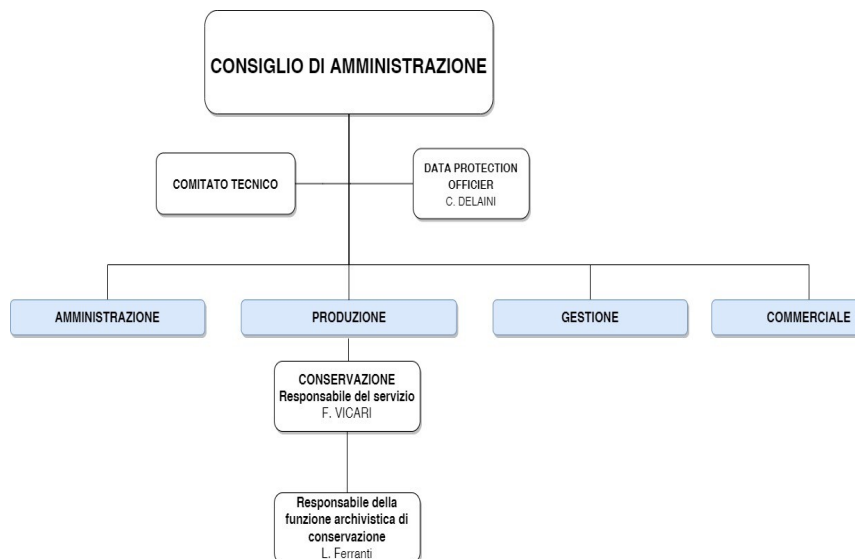 CONSIGLIO DI AMMINISTRAZIONE
COMITATO TECNICO
DATA PROTECTION
OFFICIER
C. DELAINI
AMMINISTRAZIONE
PRODUZIONE
GESTIONE
COMMERCIALE
CONSERVAZIONE
Responsabile del servizio
F. VICARI
Responsabile della
funzione archivistica di
conservazione
L. Ferranti